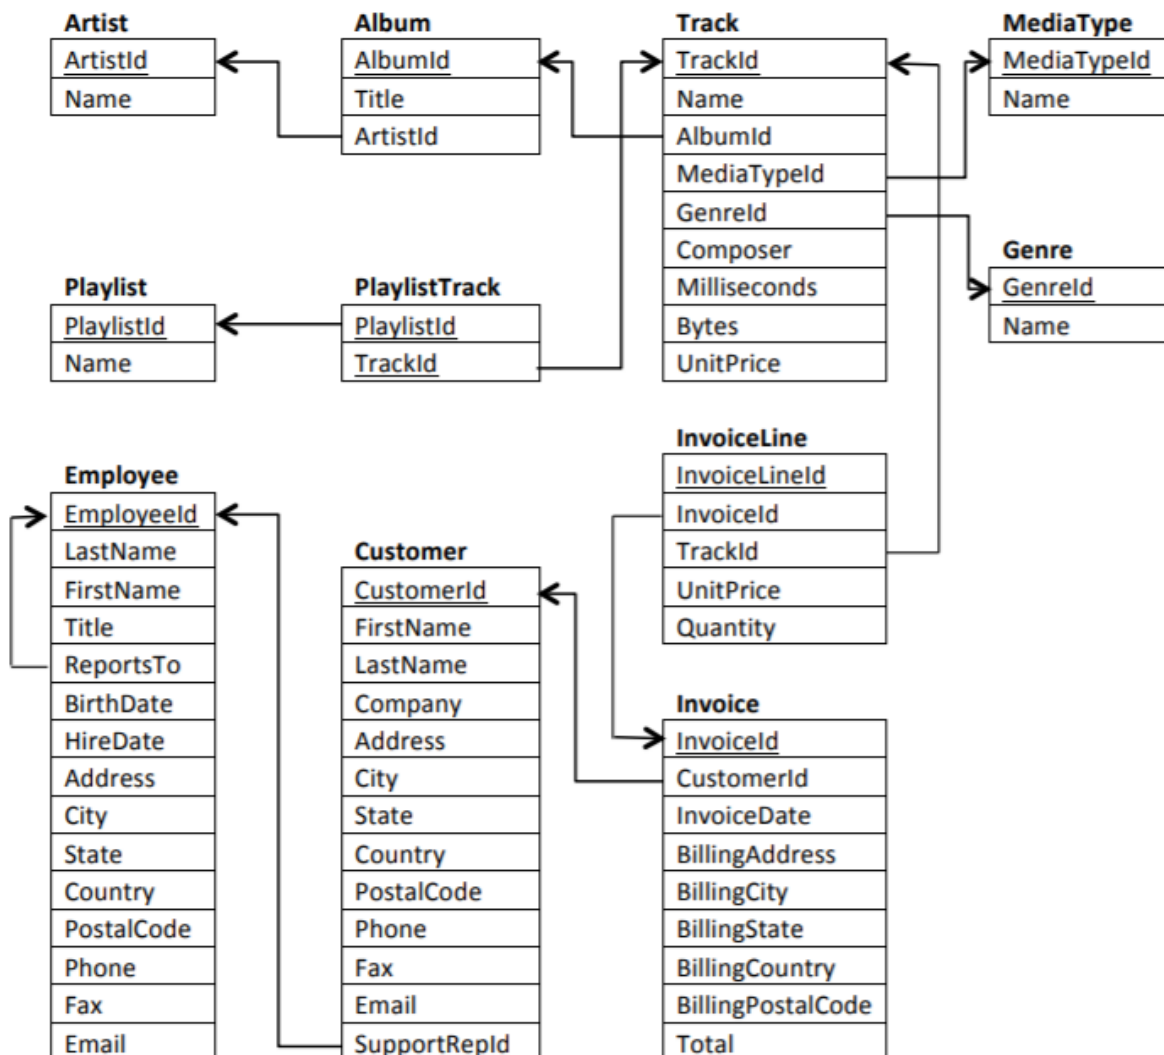 Artist
ArtistId
Name
Album
AlbumId
Title
ArtistId
Track
TrackId
Name
AlbumId
MediaTypeId
GenreId
Composer
Milliseconds
Bytes
UnitPrice
MediaType
MediaTypeId
Name
Genre
GenreId
Name
Playlist
PlaylistId
Name
PlaylistTrack
PlaylistId
TrackId
Employee
EmployeeId
LastName
FirstName
Title
ReportsTo
BirthDate
HireDate
Address
City
State
Country
PostalCode
Phone
Fax
Email
Customer
CustomerId
FirstName
LastName
Company
Address
City
State
Country
PostalCode
Phone
Fax
Email
SupportRepId
InvoiceLine
InvoiceLineId
InvoiceId
TrackId
UnitPrice
Quantity
Invoice
InvoiceId
CustomerId
InvoiceDate
BillingAddress
BillingCity
BillingState
BillingCountry
BillingPostalCode
Total